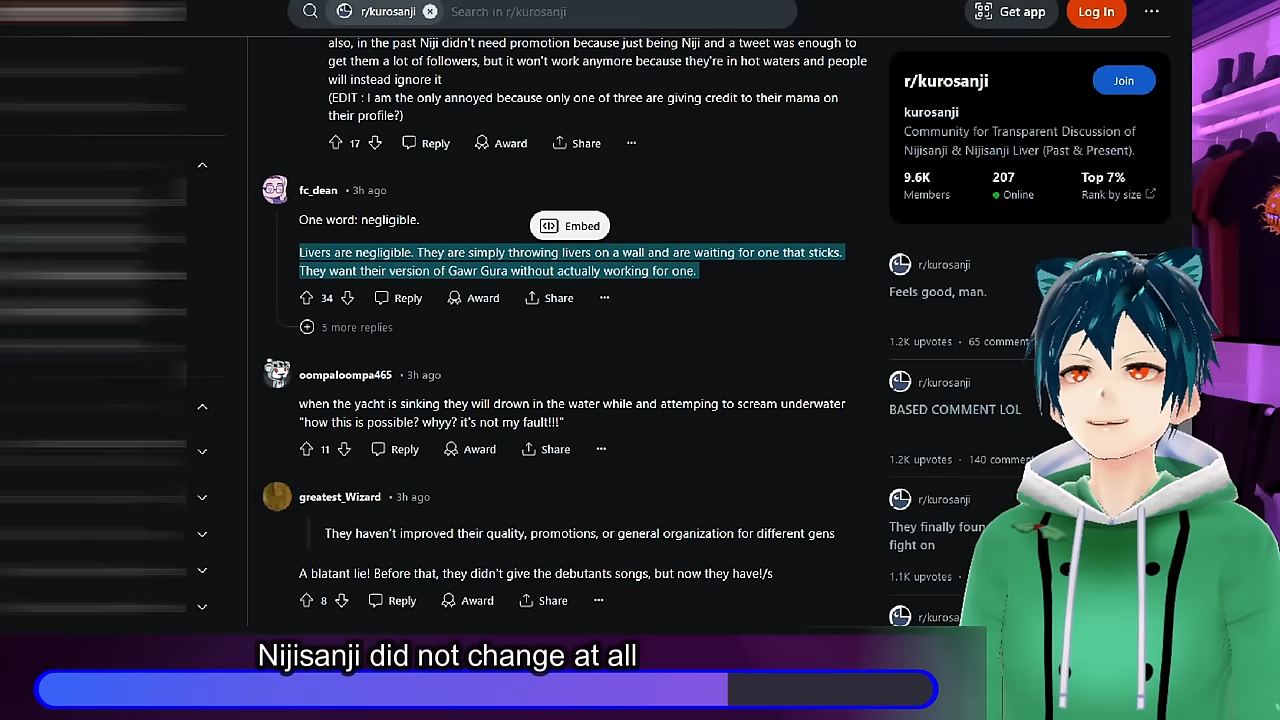 r/kurosanji
Search in r/kurosanji
Get app
Log In
also, in the past Niji didn't need promotion because just being Niji and a tweet was enough to
get them a lot of followers, but it won't work anymore because they're in hot waters and people
will instead ignore it
(EDIT : I am the only annoyed because only one of three are giving credit to their mama on
their profile?)
17
Reply
Award
Share
fc_dean • 3h ago
One word: negligible.
Embed
Livers are negligible. They are simply throwing livers on a wall and are waiting for one that sticks.
They want their version of Gawr Gura without actually working for one.
34
Reply
Award
Share
5 more replies
oompaloompa465 • 3h ago
when the yacht is sinking they will drown in the water while and attemping to scream underwater
"how this is possible? whyy? it's not my fault!!!"
11
Reply
Award
Share
greatest_Wizard • 3h ago
They haven't improved their quality, promotions, or general organization for different gens
A blatant lie! Before that, they didn't give the debutants songs, but now they have!/s
8
Reply
Award
Share
r/kurosanji
Join
kurosanji
Community for Transparent Discussion of
Nijisanji & Nijisanji Liver (Past & Present).
9.6K
207
Top 7%
Members
Online
Rank by size
r/kurosanji
Feels good, man.
1.2K upvotes • 65 comment
r/kurosanji
BASED COMMENT LOL
1.2K upvotes • 140 commen
r/kurosanji
They finally foun
fight on
1.1K upvotes •
r/kurosa
Nijisanji did not change at all